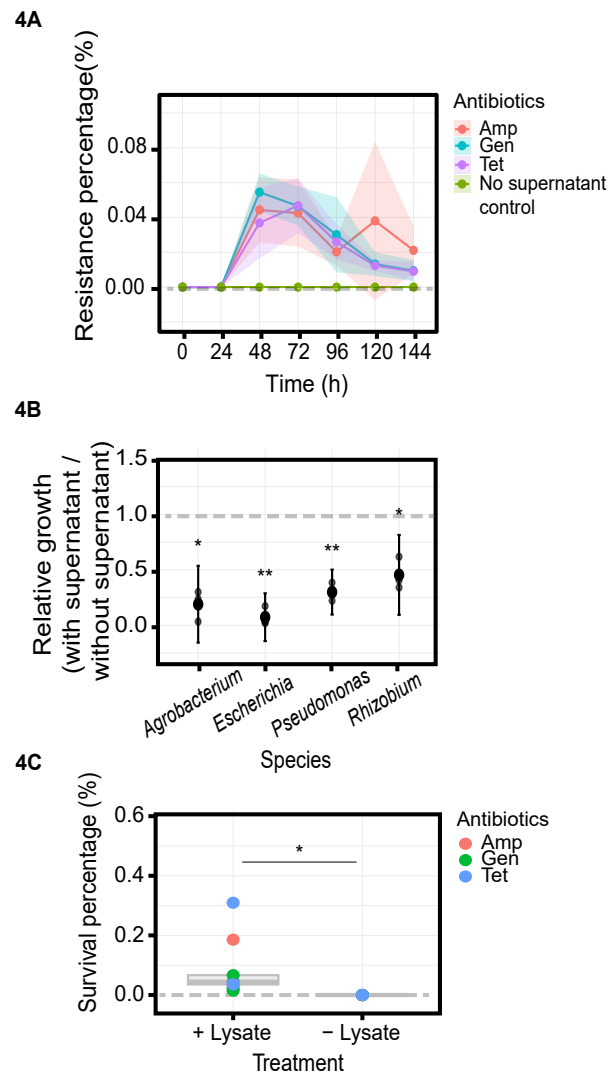 4A
Resistance percentage(%)
0.08
0.04
0.00
0 24 48 72 96 120 144
Time (h)
Antibiotics
Amp
Gen
Tet
No supernatant
control
4B
Relative growth
(with supernatant /
without supernatant)
1.5
1.0
0.5
0.0
*
**
**
*
Agrobacterium
Escherichia
Pseudomonas
Rhizobium
Species
4C
Survival percentage (%)
0.6
0.4
0.2
0.0
*
+ Lysate − Lysate
Treatment
Antibiotics
Amp
Gen
Tet